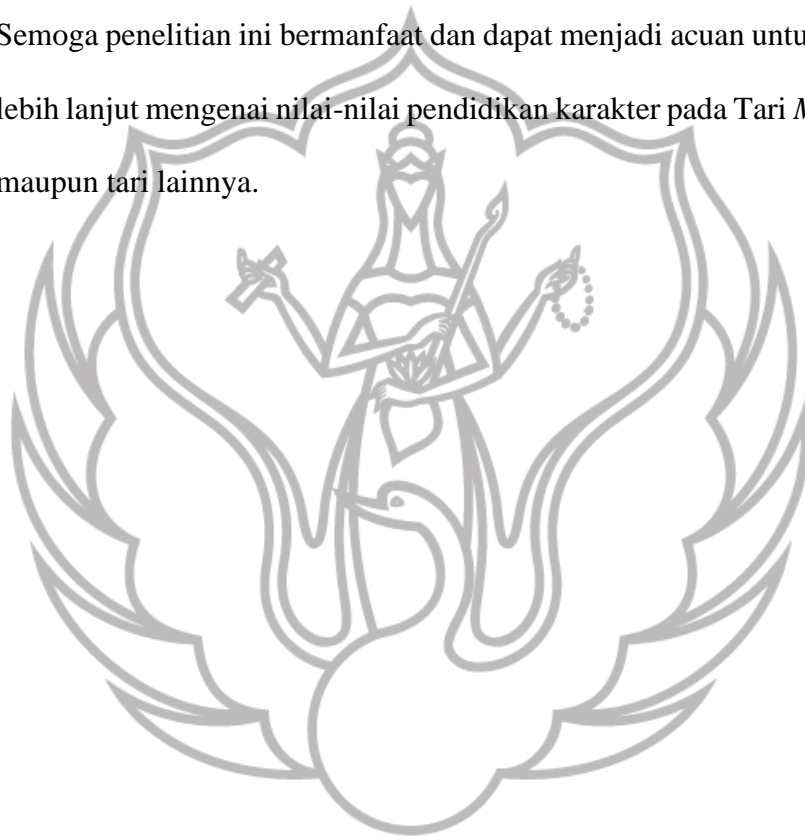 Semoga penelitian ini bermanfaat dan dapat menjadi acuan
lebih lanjut mengenai nilai-nilai pendidikan karakter pada Tari
maupun tari lainnya.